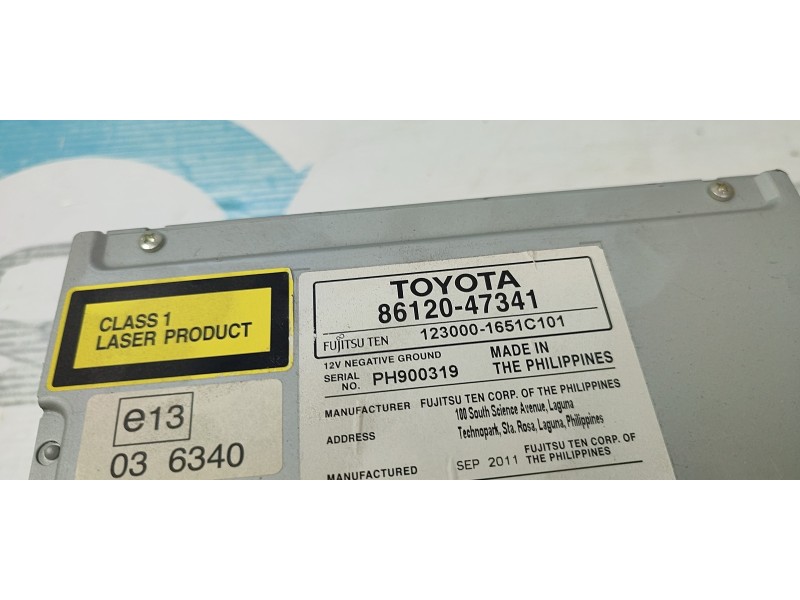 CLASS 1
LASER PRODUCT
e13
03 6340
TOYOTA
86120-47341
FUJITSU TEN 123000-1651C101
12V NEGATIVE GROUND
SERIAL NO. PH900319
MADE IN
THE PHILIPPINES
MANUFACTURER FUJITSU TEN CORP. OF THE PHILIPPINES
ADDRESS 100 South Science Avenue, Laguna
Technopark, Sta. Rosa, Laguna, Philippines
MANUFACTURED SEP 2011 FUJITSU TEN CORP. OF
THE PHILIPPINES